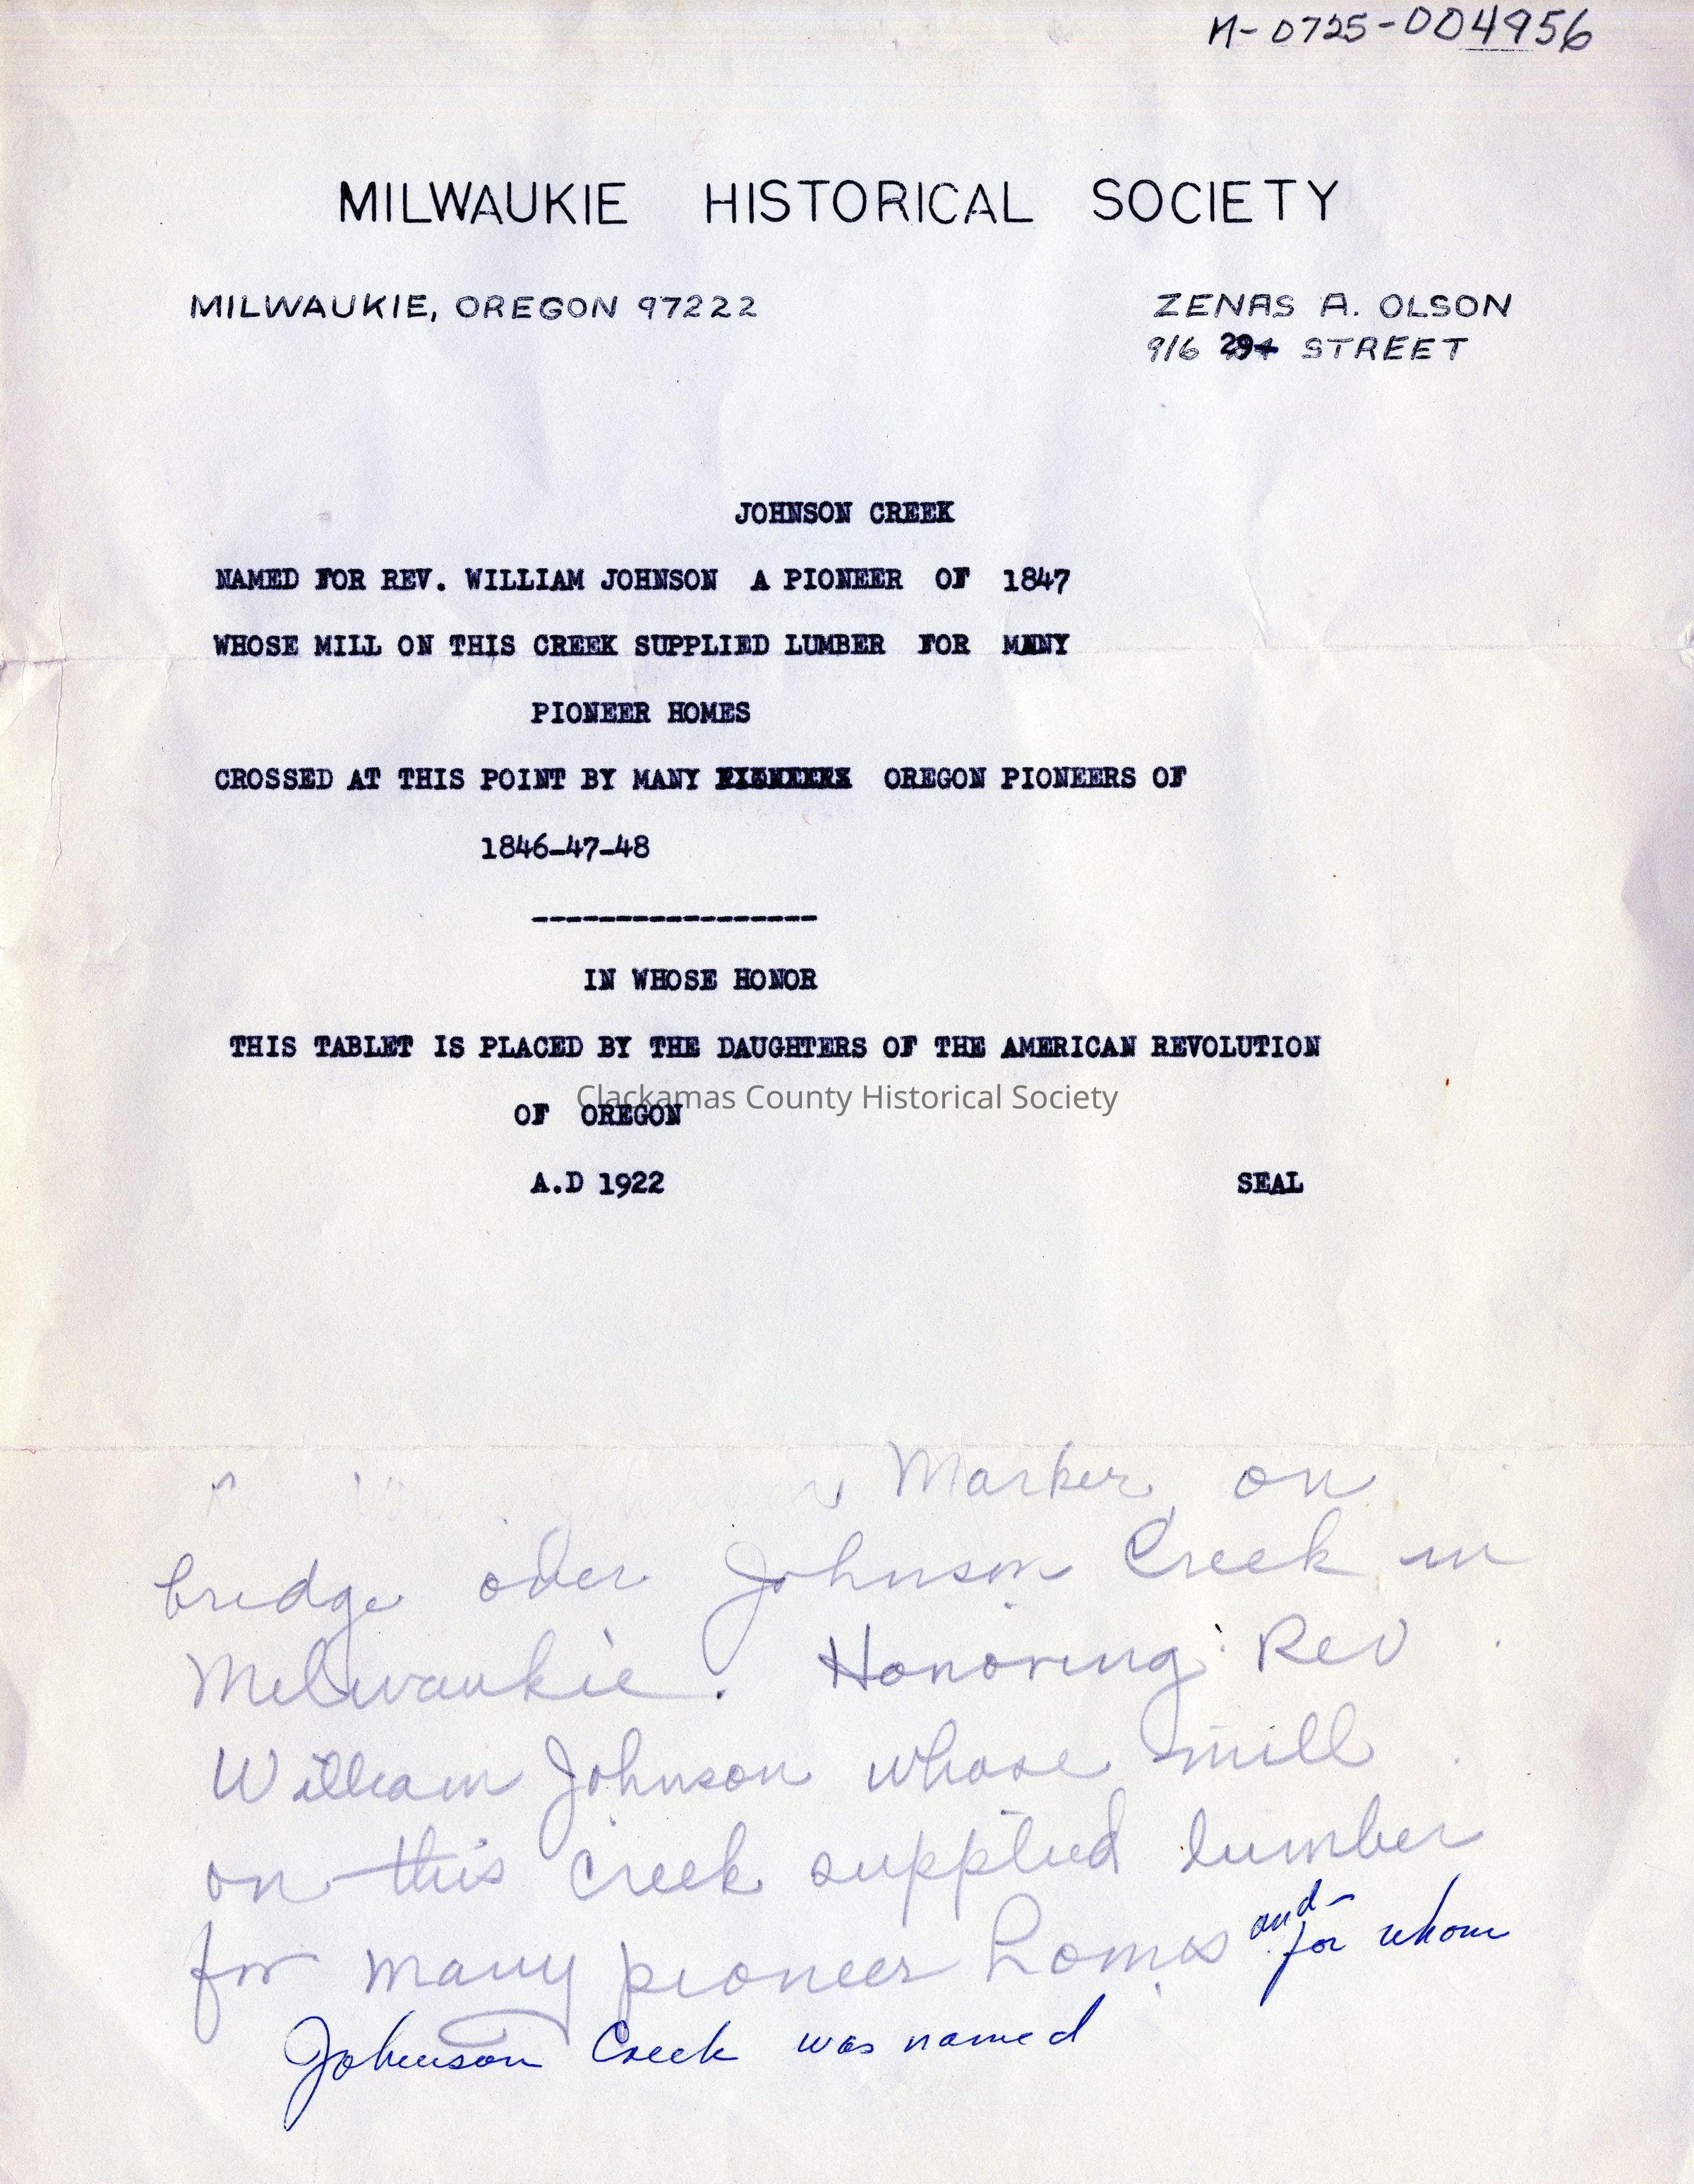 M-0725-004956
MILWAUKIE HISTORICAL SOCIETY
MILWAUKIE, OREGON 97222
ZENAS A. OLSON
916 STREET
JOHNSON CREEK
NAMED FOR REV. WILLIAM JOHNSON A PIONEER OF 1847
WHOSE MILL ON THIS CREEK SUPPLIED LUMBER FOR MANY
PIONEER HOMES
CROSSED AT THIS POINT BY MANY OREGON PIONEERS OF
1846-47-48
-----------------
IN WHOSE HONOR
THIS TABLET IS PLACED BY THE DAUGHTERS OF THE AMERICAN REVOLUTION
Clackamas County Historical Society
OF OREGON
A.D 1922 SEAL
Marker on
bridge over Johnson Creek in
Milwaukie. Honoring Rev
William Johnson whose mill
on this creek supplied lumber
for many pioneer homes and for whom
Johnson Creek was named